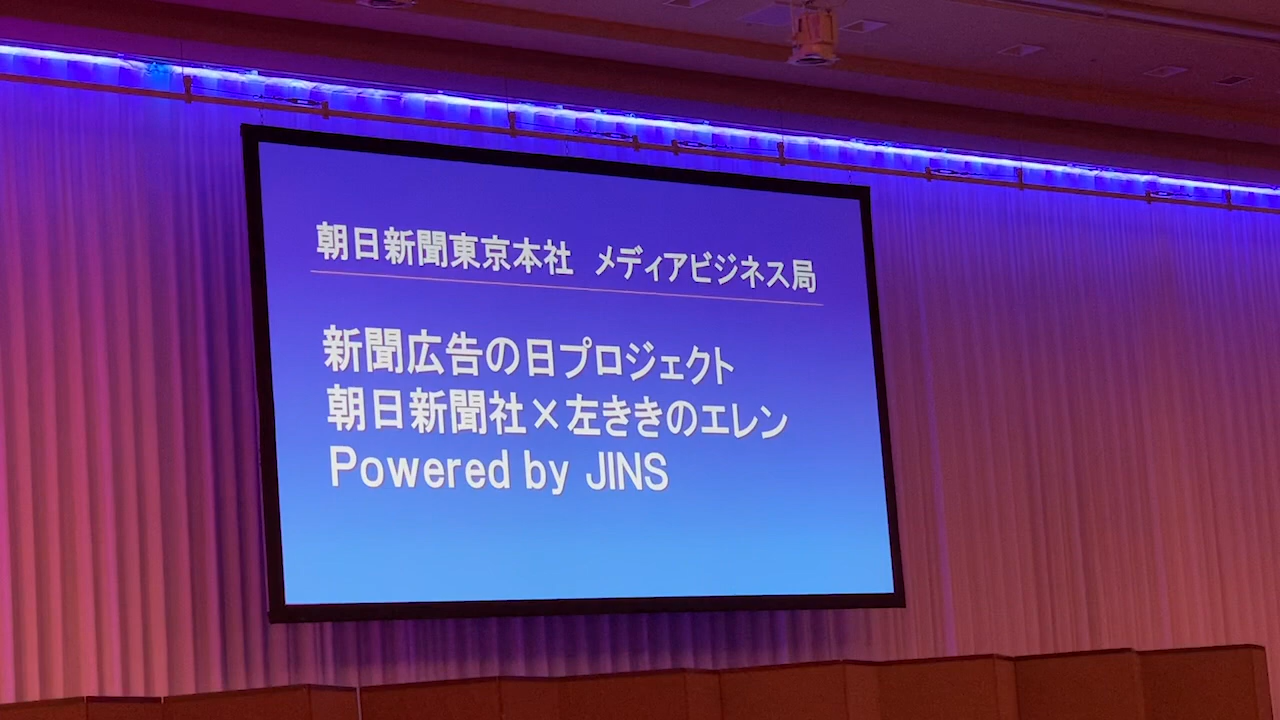 朝日新聞東京本社 メディアビジネス局
新聞広告の日プロジェクト
朝日新聞社×左ききのエレン
Powered by JINS